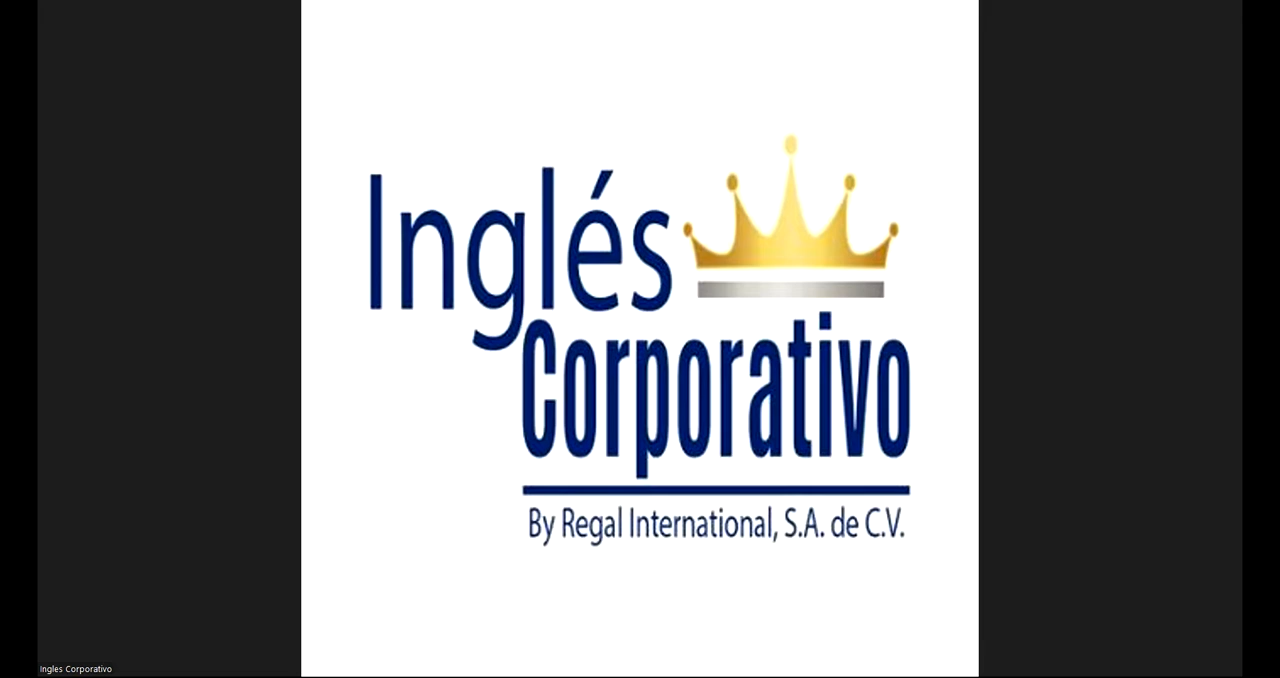 Inglés
Corporativo
By Regal International, S.A. de C.V.
Ingles Corporativo